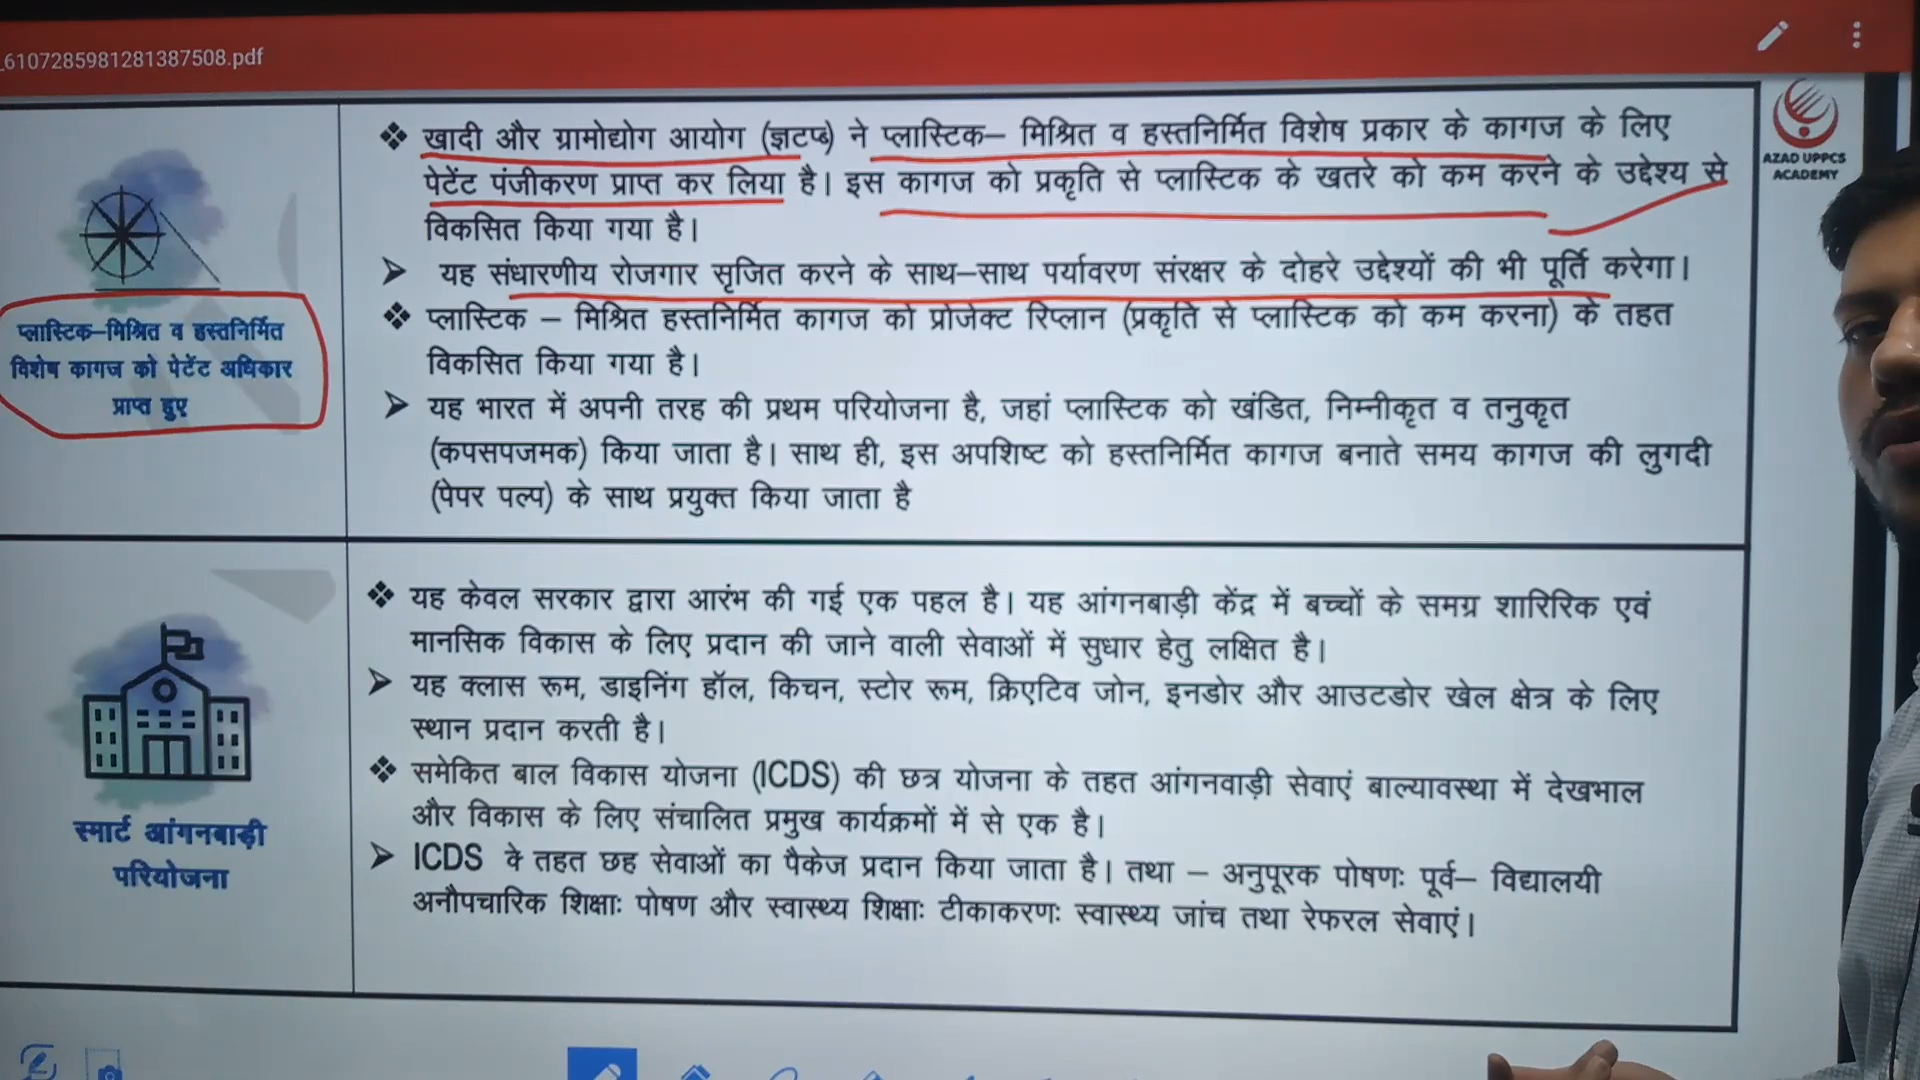 _6107285981281387508.pdf
AZAD UPPCS
ACADEMY
प्लास्टिक–मिश्रित व हस्तनिर्मित
विशेष कागज को पेटेंट अधिकार
प्राप्त हुए
❖ खादी और ग्रामोद्योग आयोग (ज्ञटप्ब्) ने प्लास्टिक– मिश्रित व हस्तनिर्मित विशेष प्रकार के कागज के लिए
पेटेंट पंजीकरण प्राप्त कर लिया है। इस कागज को प्रकृति से प्लास्टिक के खतरे को कम करने के उद्देश्य से
विकसित किया गया है।
➤ यह संधारणीय रोजगार सृजित करने के साथ–साथ पर्यावरण संरक्षर के दोहरे उद्देश्यों की भी पूर्ति करेगा।
❖ प्लास्टिक – मिश्रित हस्तनिर्मित कागज को प्रोजेक्ट रिप्लान (प्रकृति से प्लास्टिक को कम करना) के तहत
विकसित किया गया है।
➤ यह भारत में अपनी तरह की प्रथम परियोजना है, जहां प्लास्टिक को खंडित, निम्नीकृत व तनुकृत
(कपसपजमक) किया जाता है। साथ ही, इस अपशिष्ट को हस्तनिर्मित कागज बनाते समय कागज की लुगदी
(पेपर पल्प) के साथ प्रयुक्त किया जाता है
स्मार्ट आंगनबाड़ी
परियोजना
❖ यह केवल सरकार द्वारा आरंभ की गई एक पहल है। यह आंगनबाड़ी केंद्र में बच्चों के समग्र शारिरिक एवं
मानसिक विकास के लिए प्रदान की जाने वाली सेवाओं में सुधार हेतु लक्षित है।
➤ यह क्लास रूम, डाइनिंग हॉल, किचन, स्टोर रूम, क्रिएटिव जोन, इनडोर और आउटडोर खेल क्षेत्र के लिए
स्थान प्रदान करती है।
❖ समेकित बाल विकास योजना (ICDS) की छत्र योजना के तहत आंगनवाड़ी सेवाएं बाल्यावस्था में देखभाल
और विकास के लिए संचालित प्रमुख कार्यक्रमों में से एक है।
➤ ICDS के तहत छह सेवाओं का पैकेज प्रदान किया जाता है। तथा – अनुपूरक पोषणः पूर्व– विद्यालयी
अनौपचारिक शिक्षाः पोषण और स्वास्थ्य शिक्षाः टीकाकरणः स्वास्थ्य जांच तथा रेफरल सेवाएं।